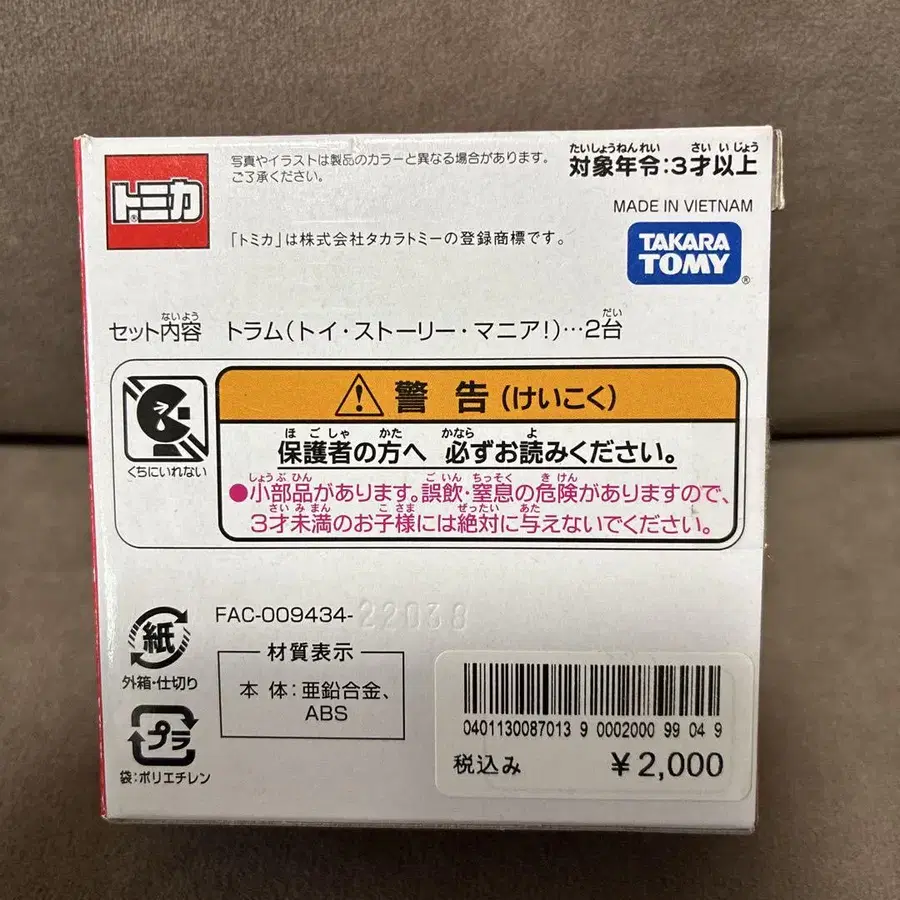 トミカ®
写真やイラストは製品のカラーと異なる場合があります。
ご了承ください。
「トミカ」は株式会社タカラトミーの登録商標です。
たいしょうねんれい さい いじょう
対象年令:3才以上
MADE IN VIETNAM
TAKARA
TOMY®
ないよう だい
セット内容 トラム(トイ・ストーリー・マニア!)…2台
くちにいれない
警告(けいこく)
ほごしゃ かた かなら よ
保護者の方へ 必ずお読みください。
しょうぶひん ごいん ちっそく きけん
●小部品があります。誤飲・窒息の危険がありますので、
さいみまん こさま ぜったい あた
3才未満のお子様には絶対に与えないでください。
紙
外箱・仕切り
プラ
袋:ポリエチレン
FAC-009434-22038
材質表示
本体:亜鉛合金、
ABS
0401130087013 9 0002000 99 04 9
税込み ¥2,000